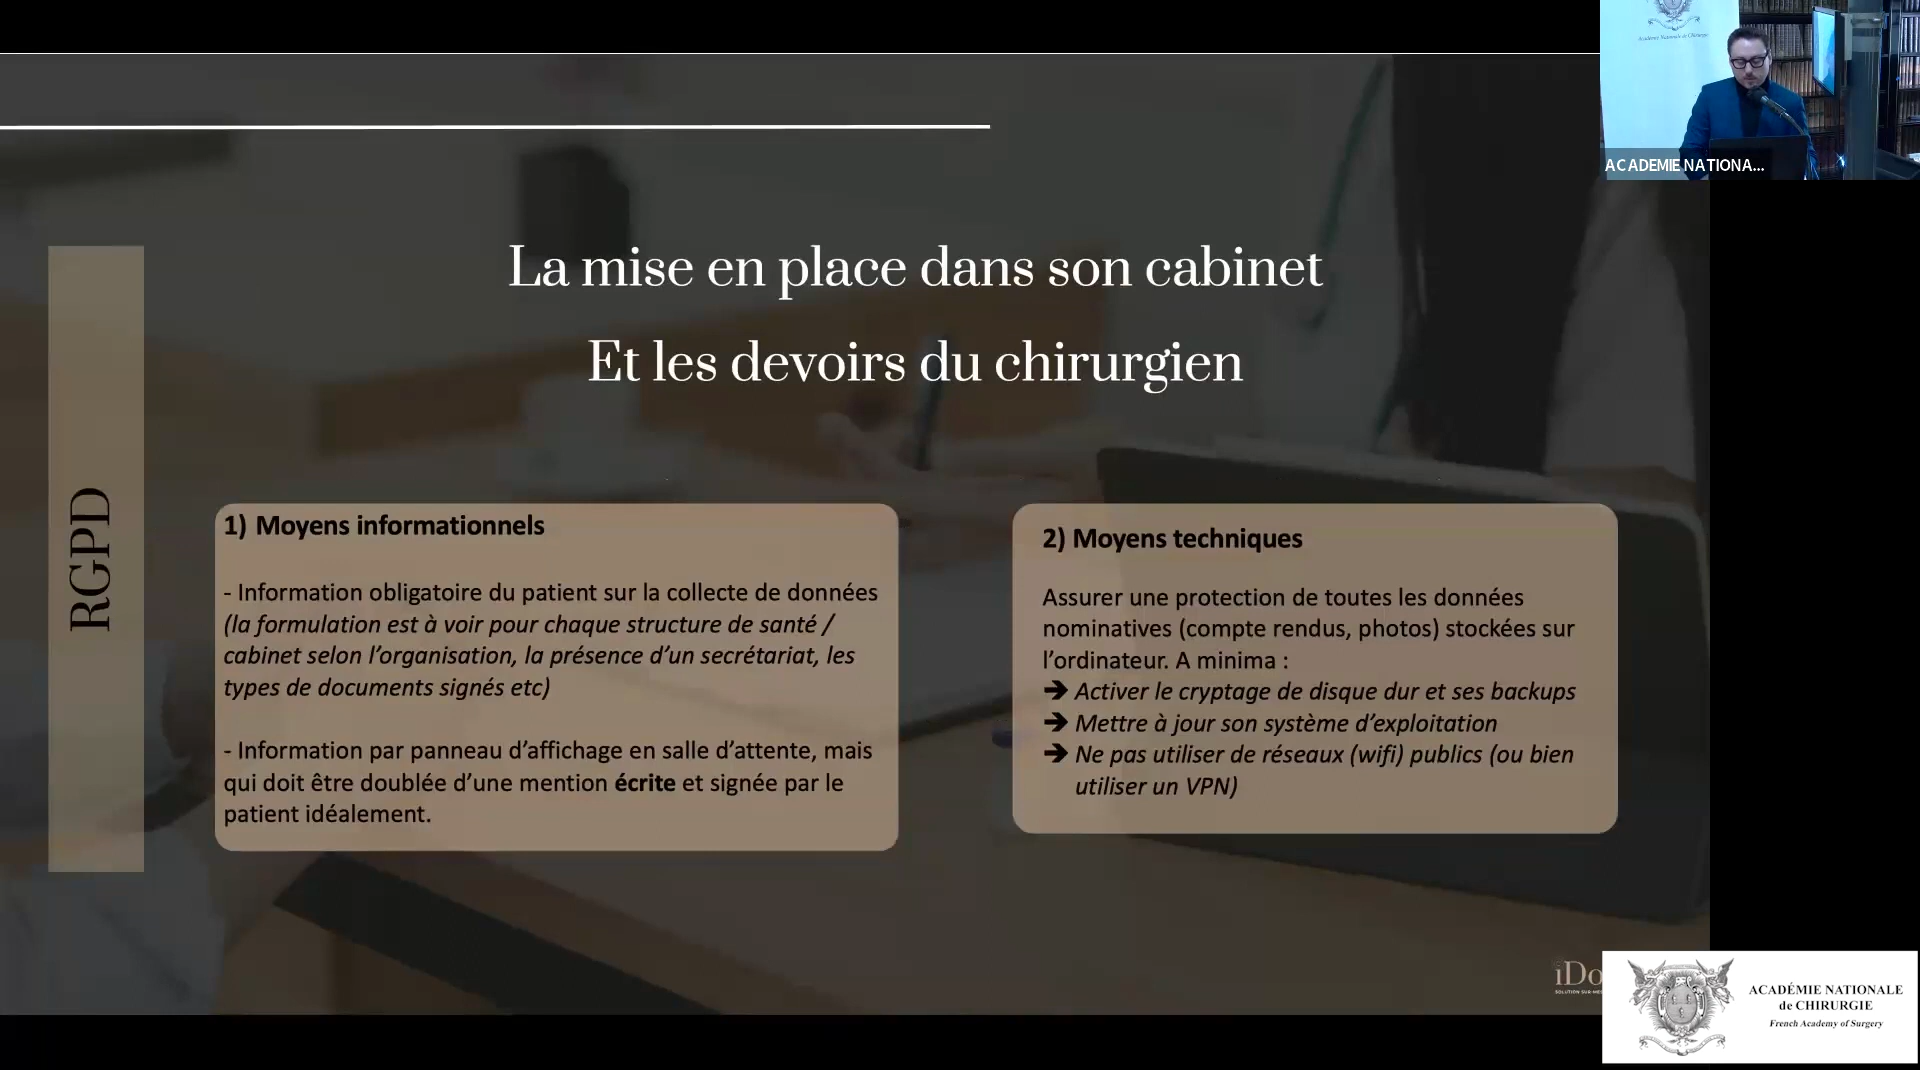 Académie Nationale de Chirurgie
ACADEMIE NATIONA...
La mise en place dans son cabinet
Et les devoirs du chirurgien
RGPD
1) Moyens informationnels
- Information obligatoire du patient sur la collecte de données
(la formulation est à voir pour chaque structure de santé /
cabinet selon l’organisation, la présence d’un secrétariat, les
types de documents signés etc)
- Information par panneau d’affichage en salle d’attente, mais
qui doit être doublée d’une mention écrite et signée par le
patient idéalement.
2) Moyens techniques
Assurer une protection de toutes les données
nominatives (compte rendus, photos) stockées sur
l’ordinateur. A minima :
➔ Activer le cryptage de disque dur et ses backups
➔ Mettre à jour son système d’exploitation
➔ Ne pas utiliser de réseaux (wifi) publics (ou bien
utiliser un VPN)
iDo
ACADÉMIE NATIONALE
de CHIRURGIE
French Academy of Surgery